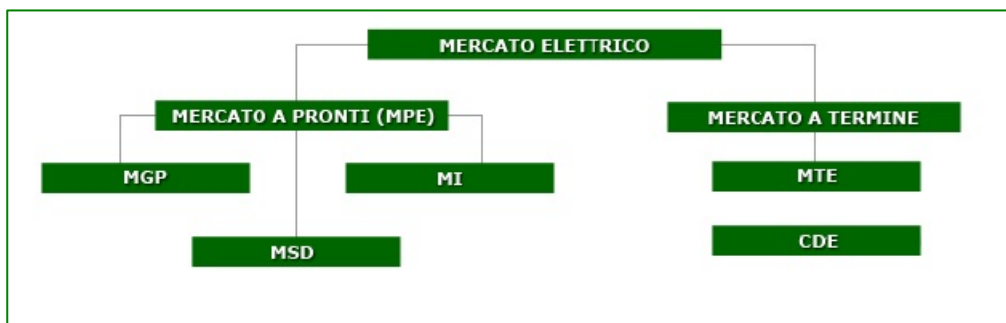 MERCATO ELETTRICO
MERCATO A PRONTI (MPE)
MERCATO A TERMINE
MGP
MI
MTE
MSD
CDE